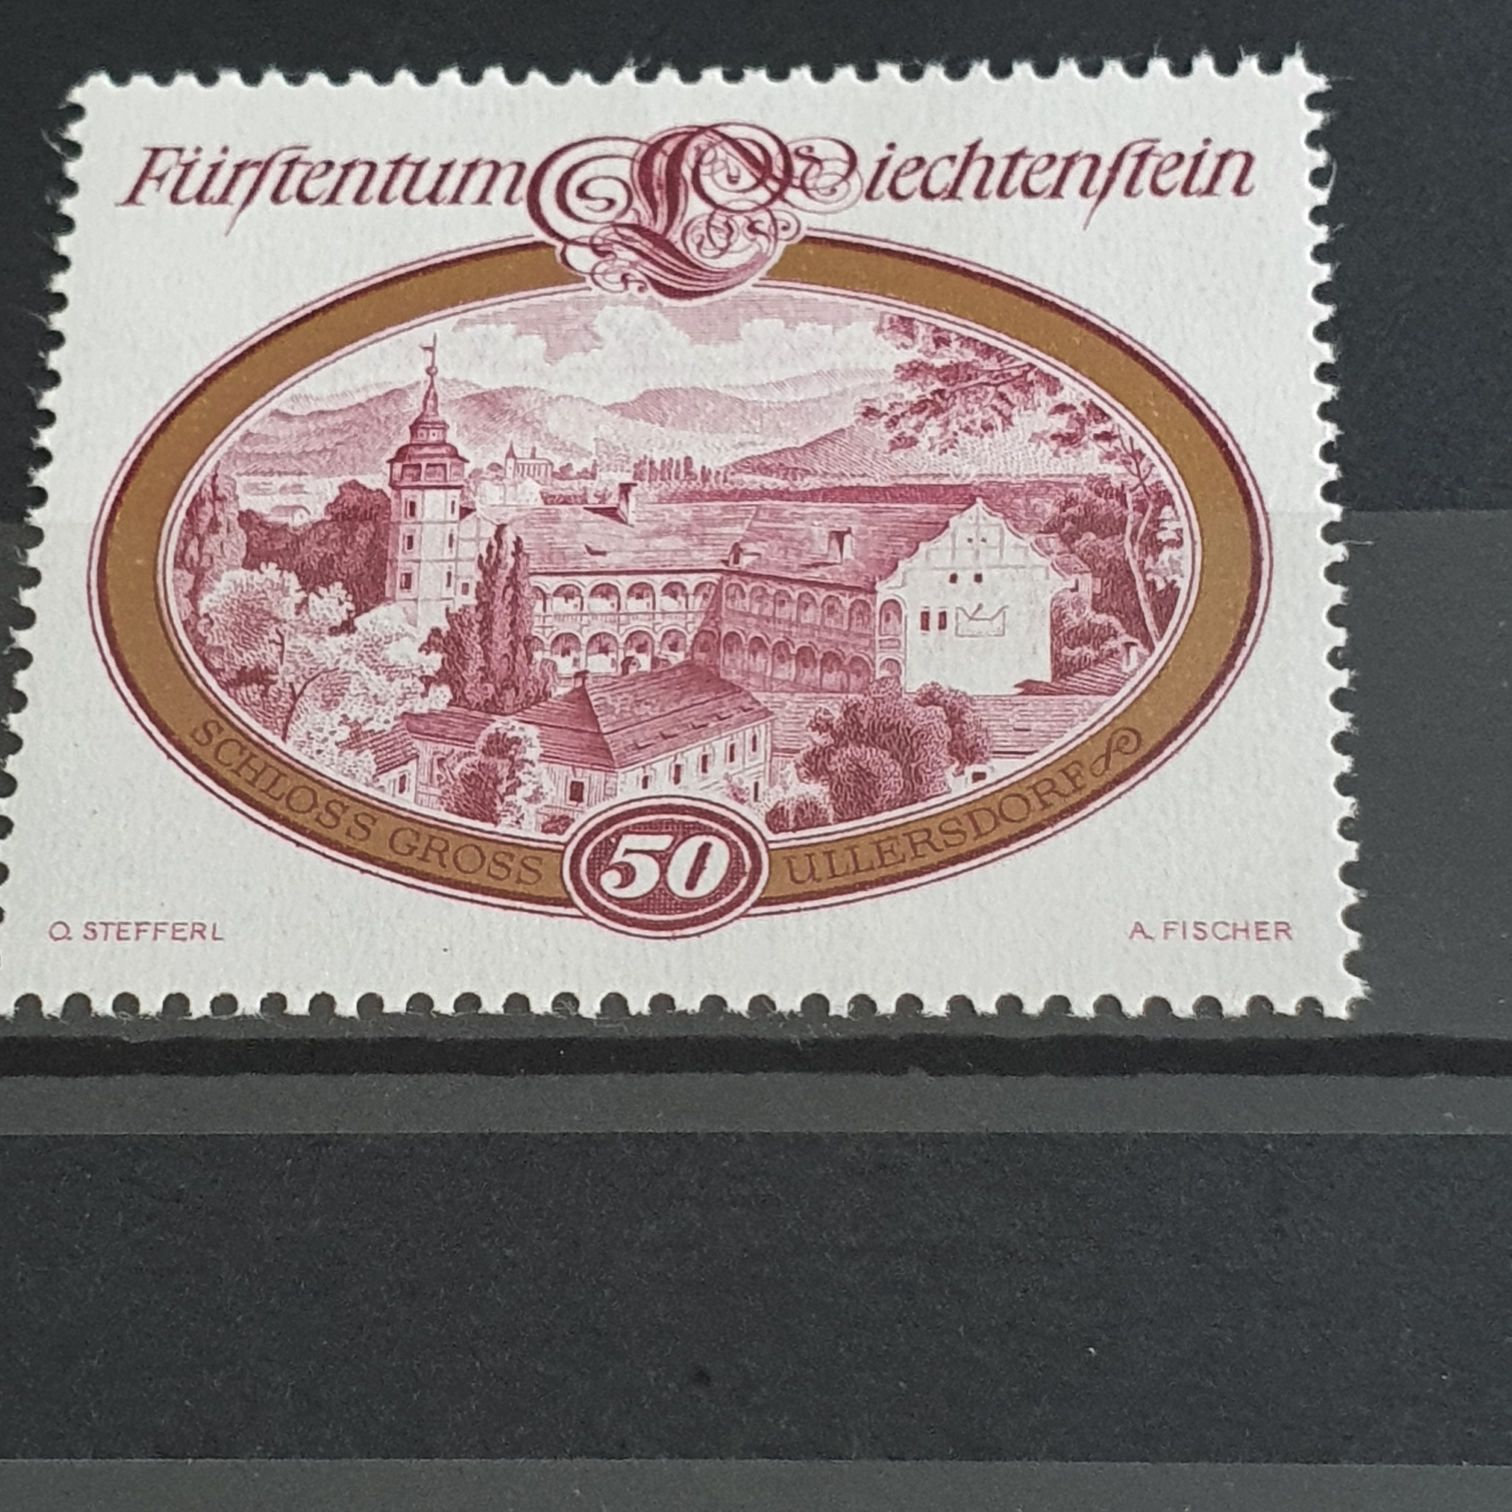 Fürſtentum Liechtenſtein
SCHLOSS GROSS ULLERSDORF
50
O. STEFFERL
A. FISCHER